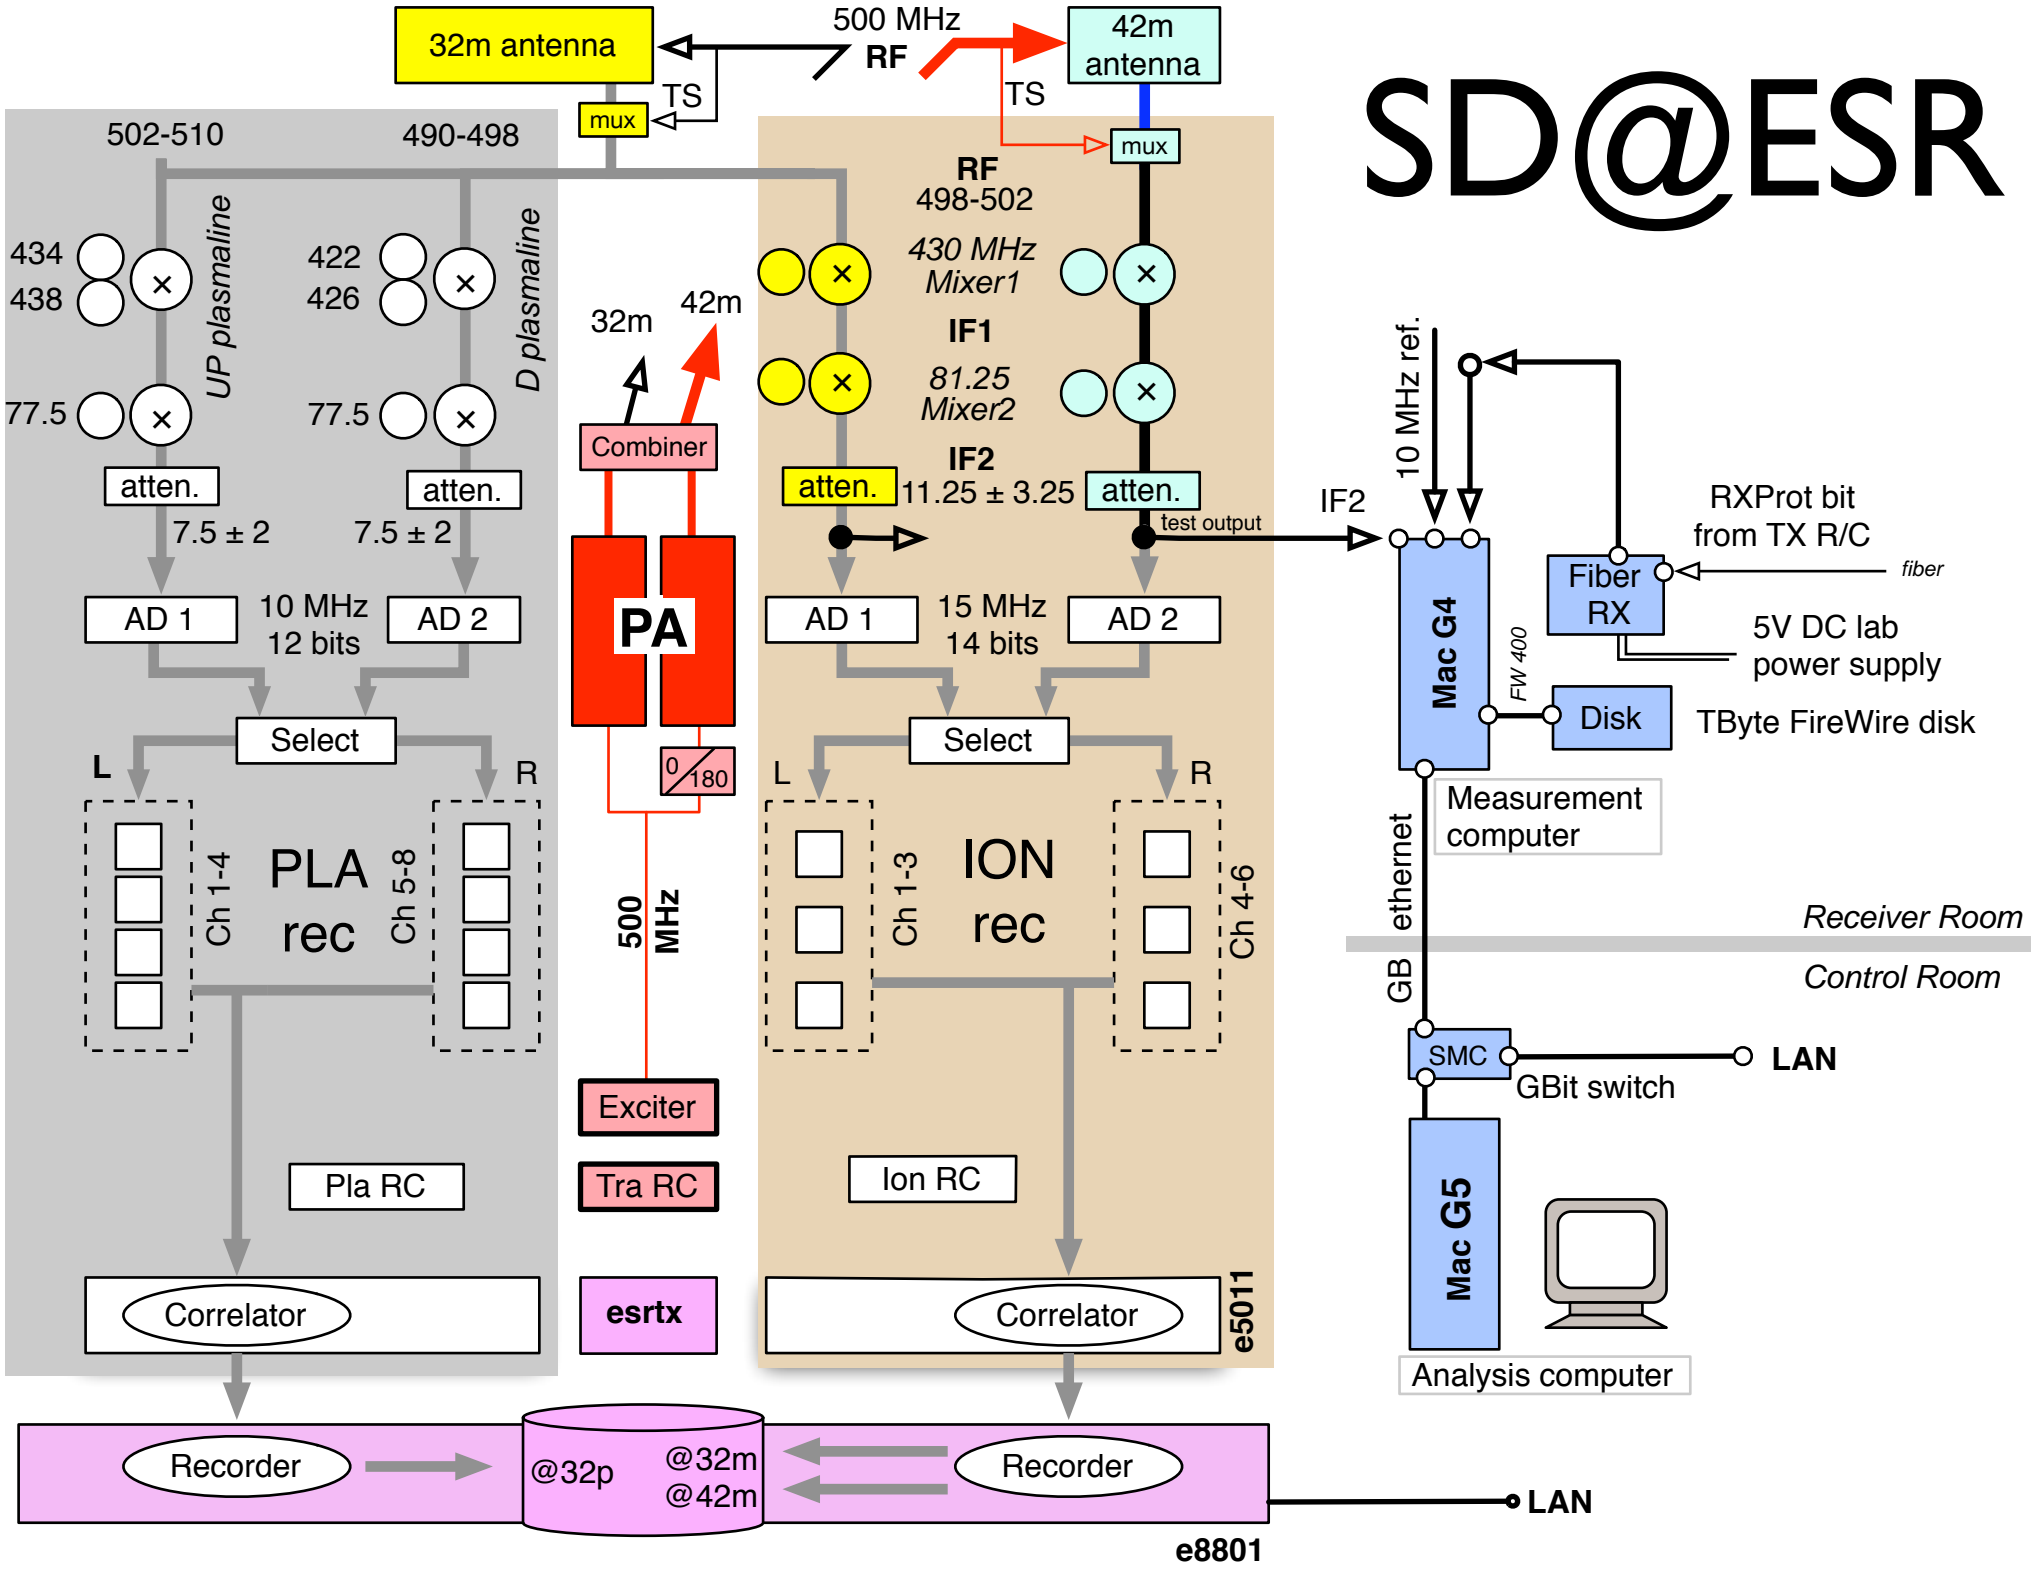 500 MHz
RF
32m antenna
42m
antenna
SD@ESR
TS
TS
mux
mux
502-510
490-498
RF
498-502
434
438
UP plasmaline
422
426
D plasmaline
430 MHz
Mixer1
32m
42m
IF1
77.5
77.5
81.25
Mixer2
10 MHz ref.
Combiner
IF2
atten.
atten.
atten.
11.25 ± 3.25
atten.
7.5 ± 2
7.5 ± 2
test output
IF2
RXProt bit
from TX R/C
fiber
Fiber
RX
AD 1
10 MHz
12 bits
AD 2
PA
AD 1
15 MHz
14 bits
AD 2
Mac G4
FW 400
5V DC lab
power supply
Disk
TByte FireWire disk
Select
Select
L
R
0
180
L
R
Measurement
computer
Ch 1-4
PLA
rec
Ch 5-8
500
MHz
Ch 1-3
ION
rec
Ch 4-6
GB ethernet
Receiver Room
Control Room
SMC
LAN
GBit switch
Exciter
Pla RC
Tra RC
Ion RC
Mac G5
Correlator
esrtx
Correlator
e5011
Analysis computer
Recorder
@32p
@32m
@42m
Recorder
LAN
e8801